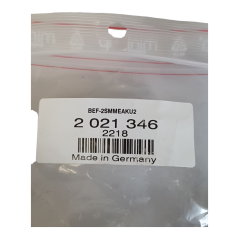 BEF-2SMMEAKU2
2 021 346
2218
Made in Germany